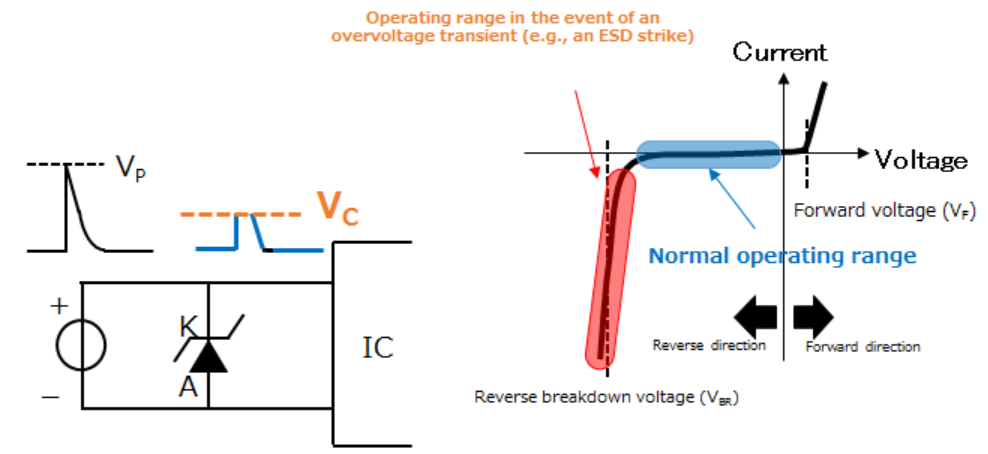 Operating range in the event of an
overvoltage transient (e.g., an ESD strike)
Current
Voltage
VP
VC
Forward voltage (VF)
Normal operating range
+
K
A
−
IC
Reverse direction
Forward direction
Reverse breakdown voltage (VBR)